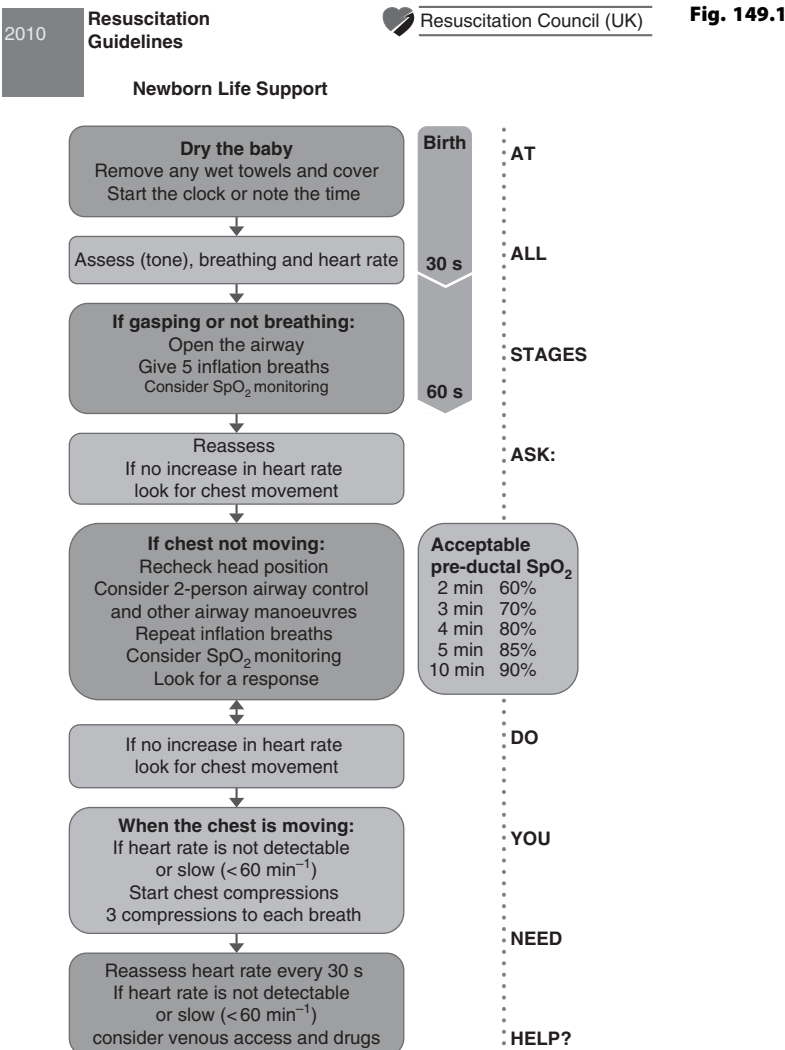 2010
Resuscitation
Guidelines
Resuscitation Council (UK)
Fig. 149.1
Newborn Life Support
Dry the baby
Remove any wet towels and cover
Start the clock or note the time
Birth
AT
Assess (tone), breathing and heart rate
30 s
ALL
If gasping or not breathing:
Open the airway
Give 5 inflation breaths
Consider SpO₂ monitoring
60 s
STAGES
Reassess
If no increase in heart rate
look for chest movement
ASK:
If chest not moving:
Recheck head position
Consider 2-person airway control
and other airway manoeuvres
Repeat inflation breaths
Consider SpO₂ monitoring
Look for a response
Acceptable
pre-ductal SpO₂
2 min 60%
3 min 70%
4 min 80%
5 min 85%
10 min 90%
If no increase in heart rate
look for chest movement
DO
When the chest is moving:
If heart rate is not detectable
or slow (<60 min⁻¹)
Start chest compressions
3 compressions to each breath
YOU
NEED
Reassess heart rate every 30 s
If heart rate is not detectable
or slow (<60 min⁻¹)
consider venous access and drugs
HELP?